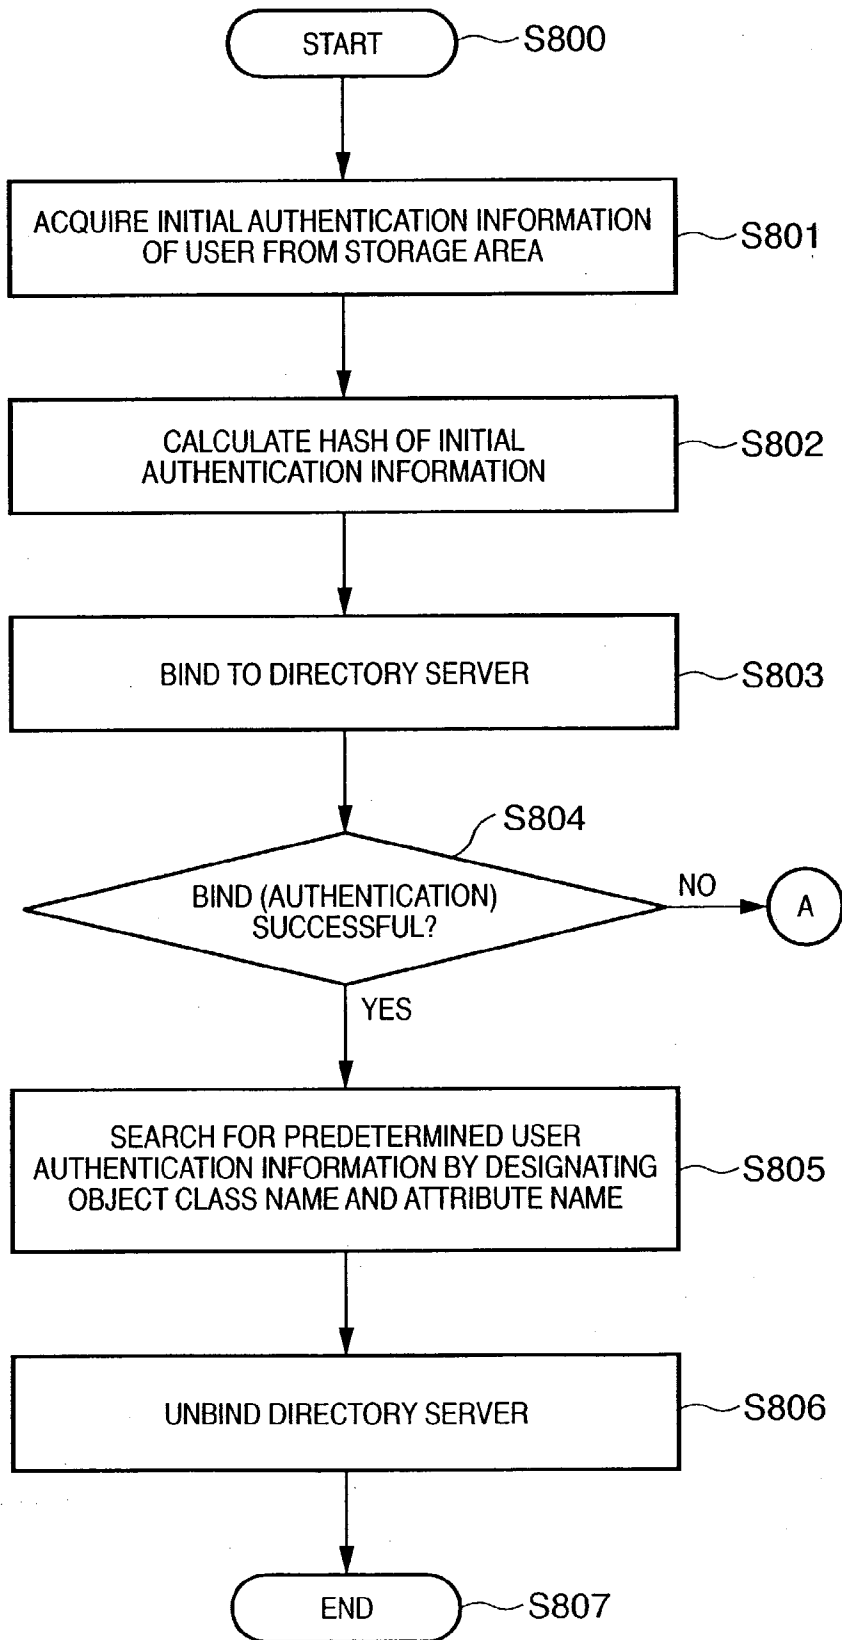 START
S800
ACQUIRE INITIAL AUTHENTICATION INFORMATION
OF USER FROM STORAGE AREA
S801
CALCULATE HASH OF INITIAL
AUTHENTICATION INFORMATION
S802
BIND TO DIRECTORY SERVER
S803
S804
BIND (AUTHENTICATION)
SUCCESSFUL?
NO
A
YES
SEARCH FOR PREDETERMINED USER
AUTHENTICATION INFORMATION BY DESIGNATING
OBJECT CLASS NAME AND ATTRIBUTE NAME
S805
UNBIND DIRECTORY SERVER
S806
END
S807